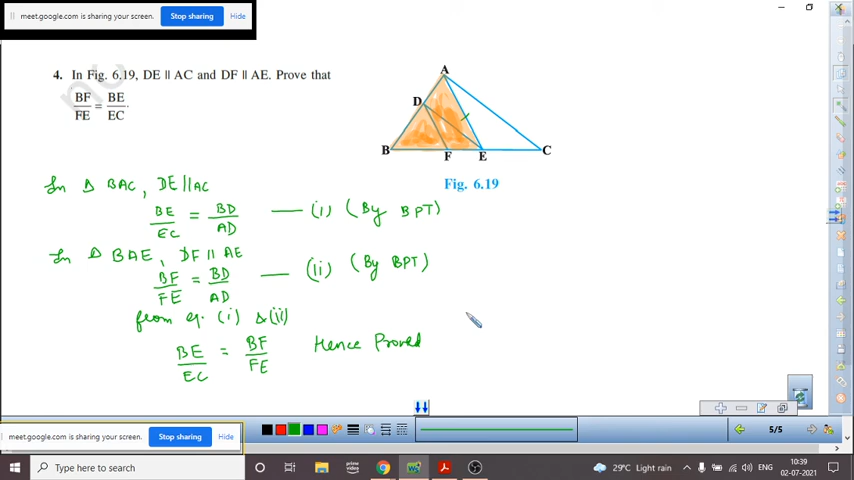 meet.google.com is sharing your screen. Stop sharing Hide
4. In Fig. 6.19, DE || AC and DF || AE. Prove that
BF/FE = BE/EC.
A
D
B F E C
Fig. 6.19
In Δ BAC, DE||AC
BE/EC = BD/AD — (i) (By BPT)
In Δ BAE, DF || AE
BF/FE = BD/AD — (ii) (By BPT)
from eq. (i) & (ii)
BE/EC = BF/FE Hence Proved
meet.google.com is sharing your screen. Stop sharing Hide
5/5
Type here to search
prime video
29°C Light rain
ENG
10:39
02-07-2021